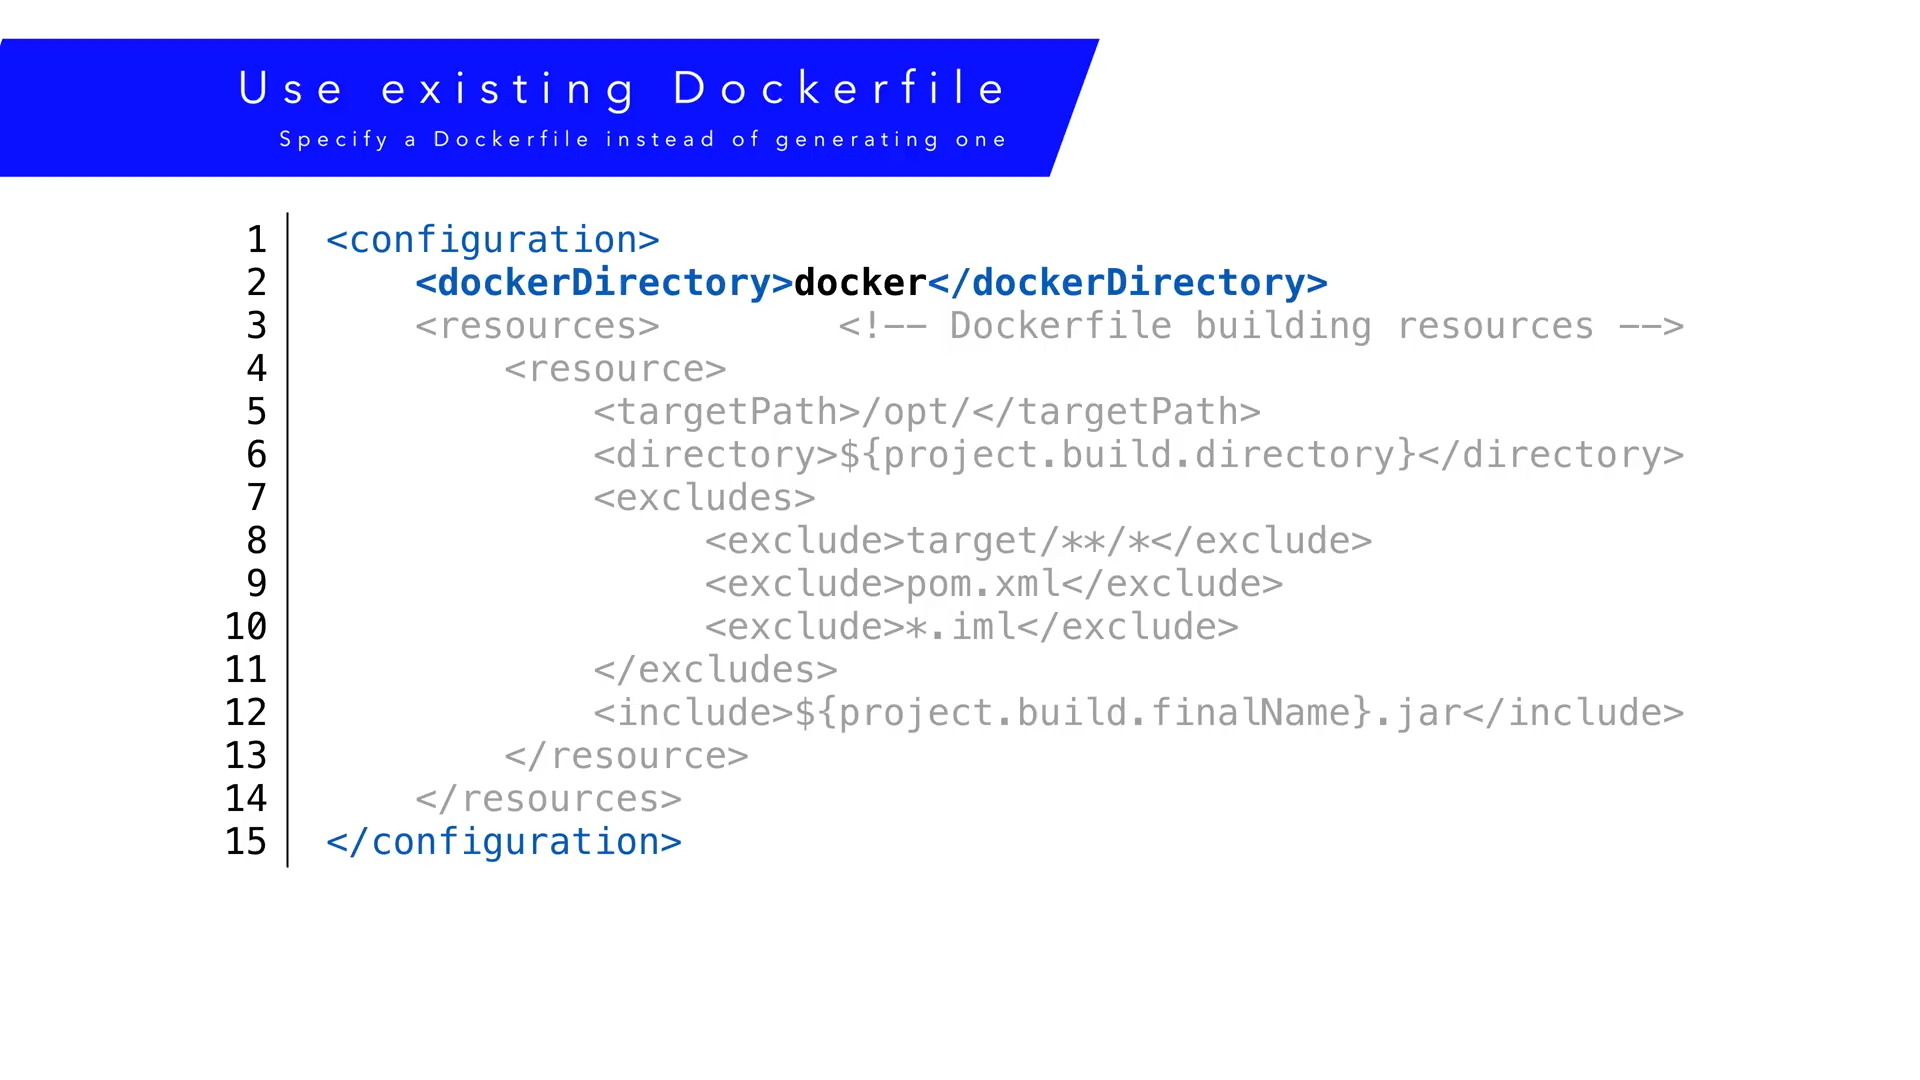 Use existing Dockerfile
Specify a Dockerfile instead of generating one
1 <configuration>
2 <dockerDirectory>docker</dockerDirectory>
3 <resources> <!-- Dockerfile building resources -->
4 <resource>
5 <targetPath>/opt/</targetPath>
6 <directory>${project.build.directory}</directory>
7 <excludes>
8 <exclude>target/**/*</exclude>
9 <exclude>pom.xml</exclude>
10 <exclude>*.iml</exclude>
11 </excludes>
12 <include>${project.build.finalName}.jar</include>
13 </resource>
14 </resources>
15 </configuration>